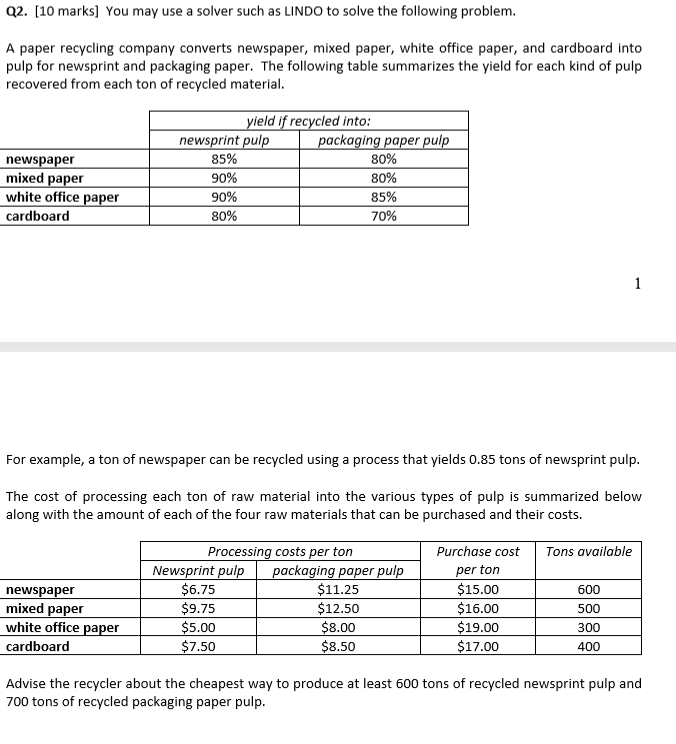 Q2. [10 marks] You may use a solver such as LINDO to solve the following problem.
A paper recycling company converts newspaper, mixed paper, white office paper, and cardboard into
pulp for newsprint and packaging paper. The following table summarizes the yield for each kind of pulp
recovered from each ton of recycled material.
yield if recycled into:
newsprint pulp packaging paper pulp
newspaper 85% 80%
mixed paper 90% 80%
white office paper 90% 85%
cardboard 80% 70%
1
For example, a ton of newspaper can be recycled using a process that yields 0.85 tons of newsprint pulp.
The cost of processing each ton of raw material into the various types of pulp is summarized below
along with the amount of each of the four raw materials that can be purchased and their costs.
Processing costs per ton Purchase cost Tons available
Newsprint pulp packaging paper pulp per ton
newspaper $6.75 $11.25 $15.00 600
mixed paper $9.75 $12.50 $16.00 500
white office paper $5.00 $8.00 $19.00 300
cardboard $7.50 $8.50 $17.00 400
Advise the recycler about the cheapest way to produce at least 600 tons of recycled newsprint pulp and
700 tons of recycled packaging paper pulp.